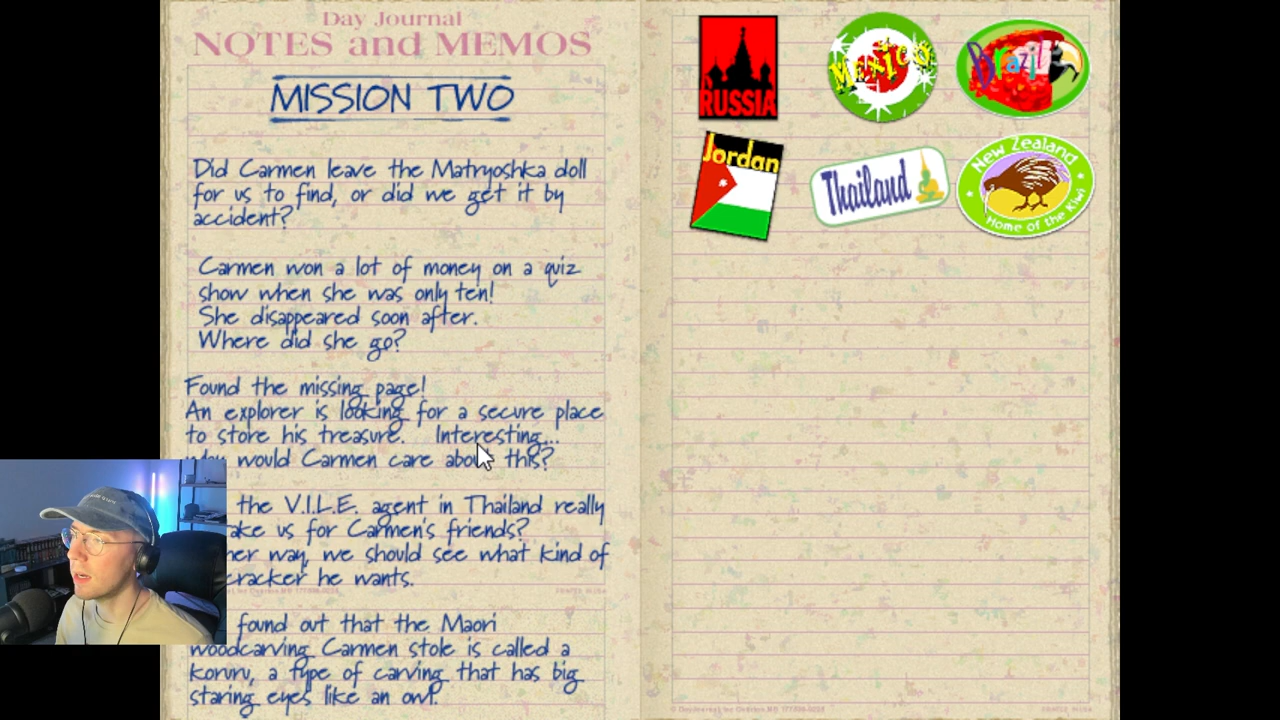 Day Journal
NOTES and MEMOS
MISSION TWO
Did Carmen leave the Matryoshka doll
for us to find, or did we get it by
accident?
Carmen won a lot of money on a quiz
show when she was only ten!
She disappeared soon after.
Where did she go?
Found the missing page!
An explorer is looking for a secure place
to store his treasure. Interesting...
would Carmen care about this?
the V.I.L.E. agent in Thailand really
us for Carmen's friends?
way, we should see what kind of
he wants.
found out that the Maori
woodcarving Carmen stole is called a
koruru, a type of carving that has big
staring eyes like an owl.
RUSSIA
Mexico
Brazil
Jordan
Thailand
New Zealand
Home of the Kiwi